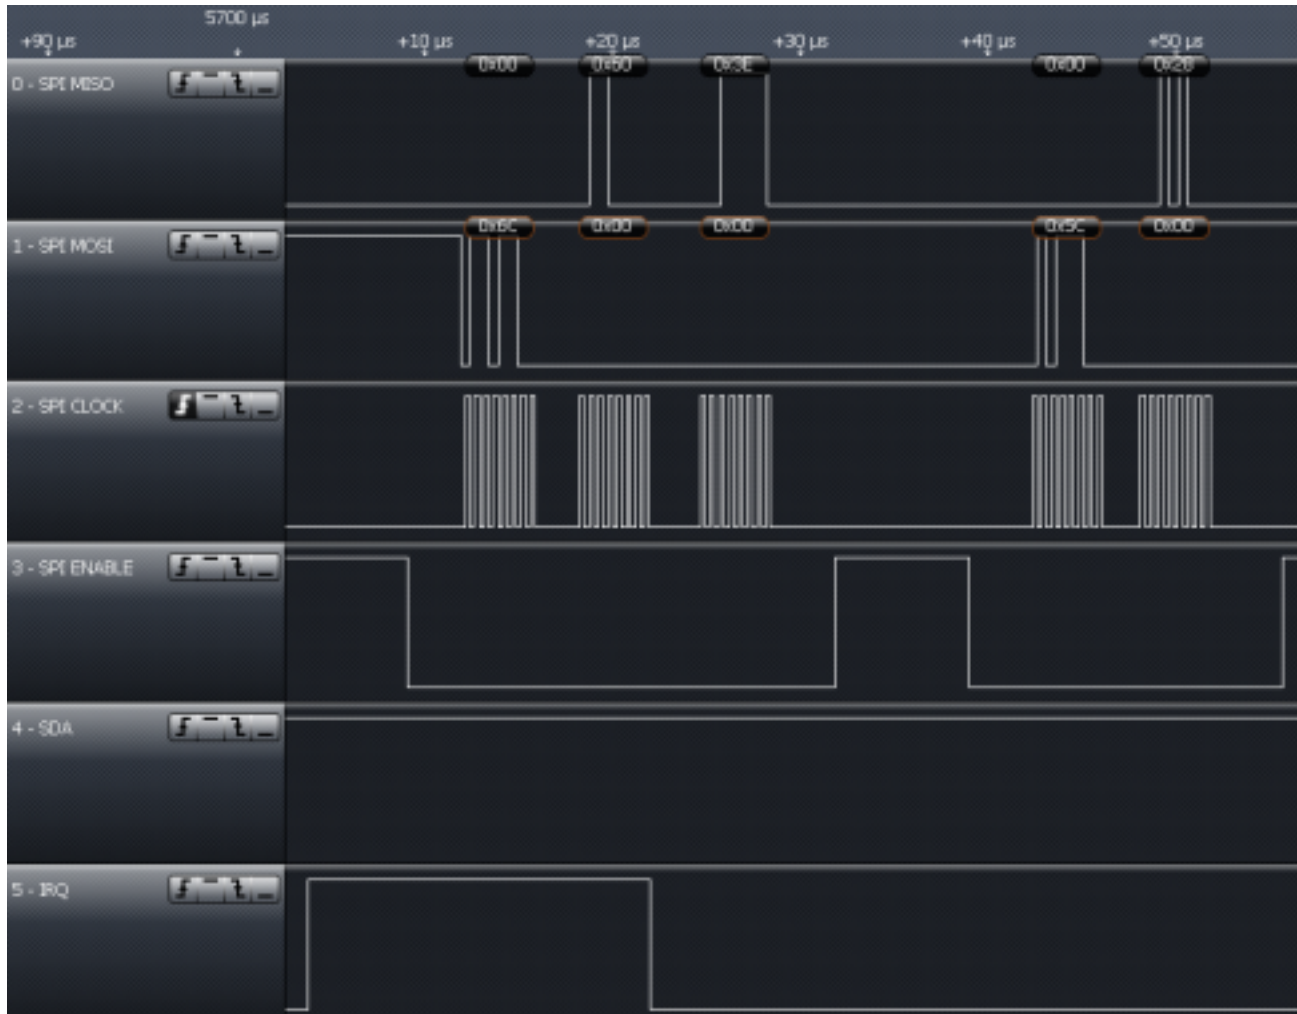 5700 µs
+90 µs +10 µs +20 µs +30 µs +40 µs +50 µs
0x00 0x60 0x3E 0x00 0x28
0 - SPI MISO
0x6C 0x00 0x00 0x5C 0x00
1 - SPI MOSI
2 - SPI CLOCK
3 - SPI ENABLE
4 - SDA
5 - IRQ